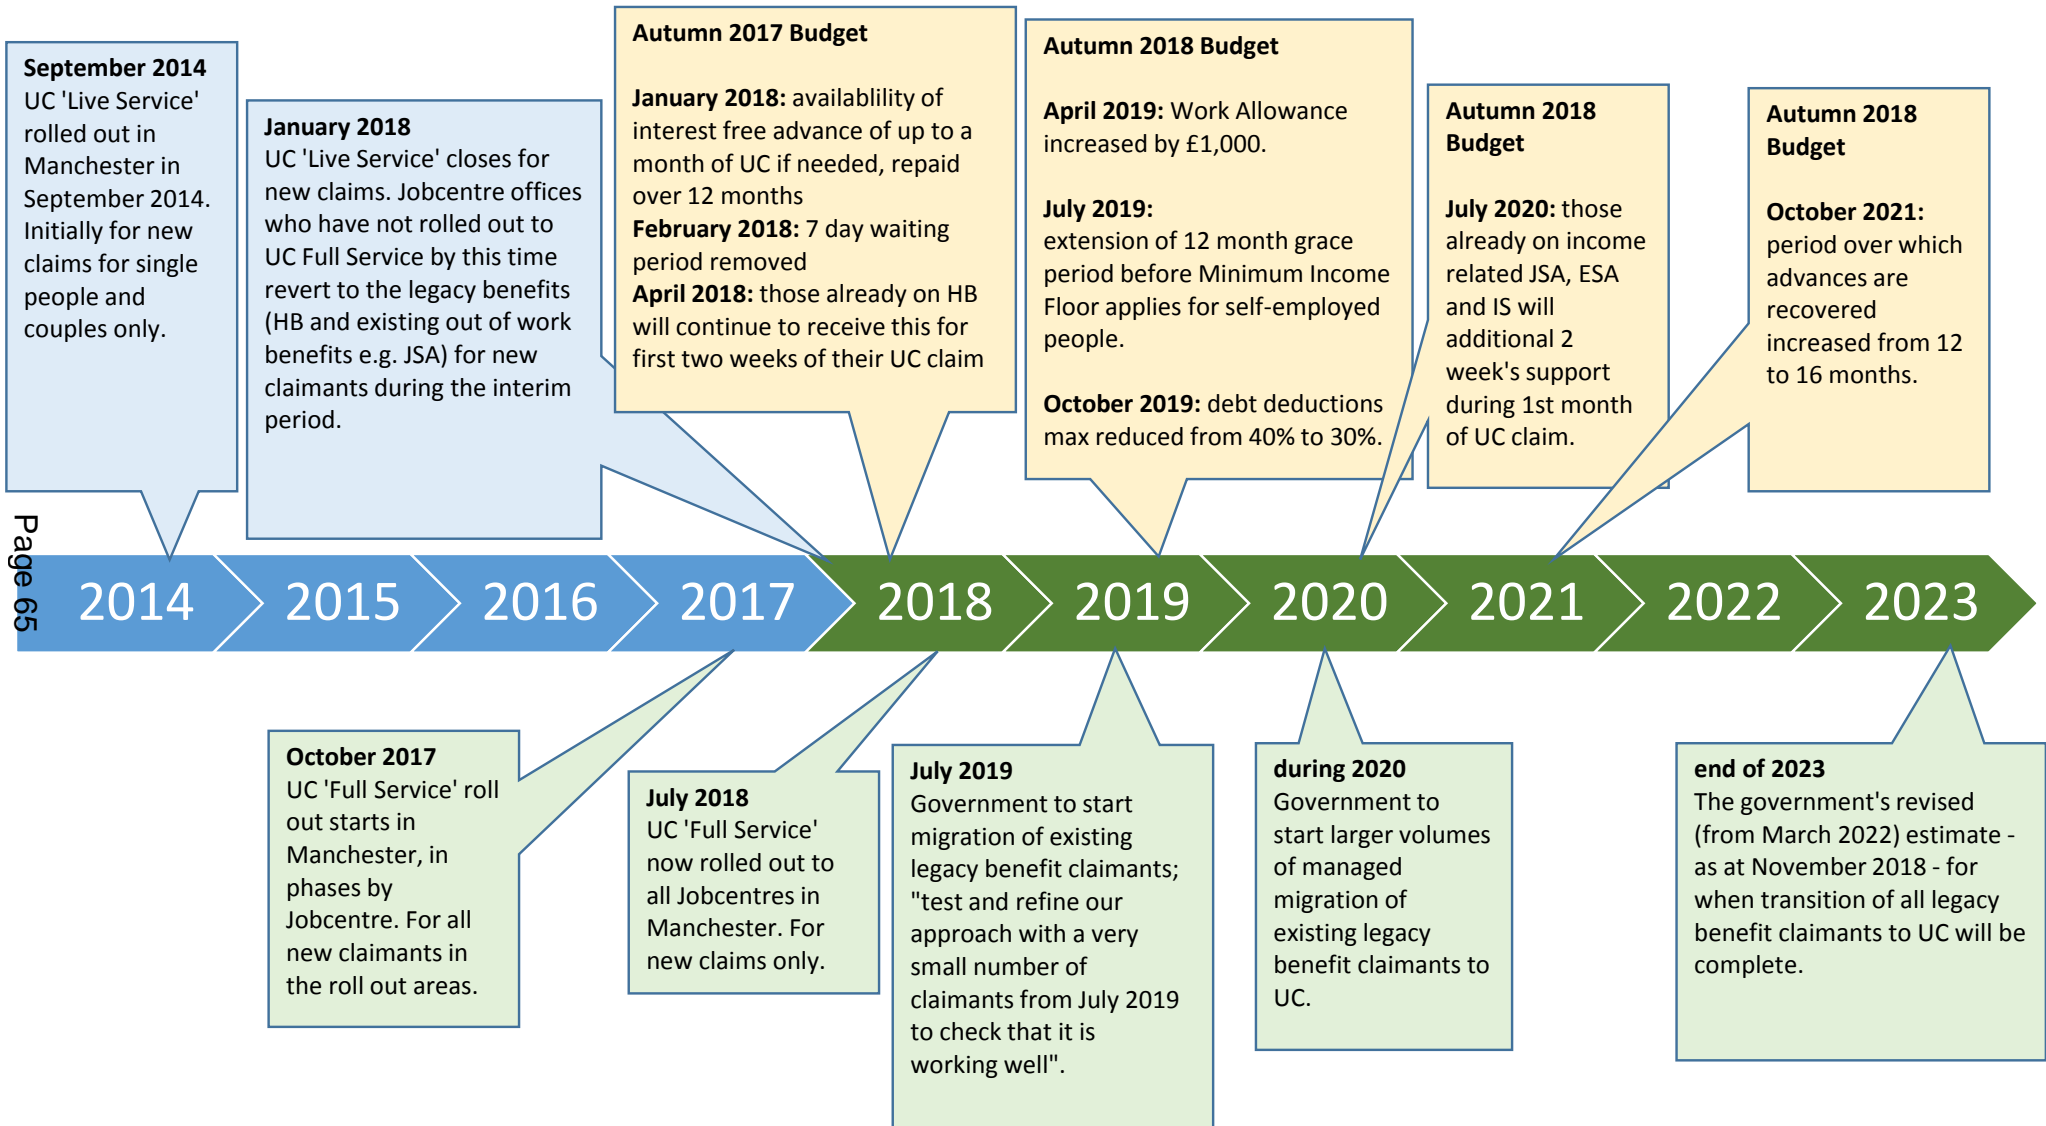 September 2014
UC 'Live Service'
rolled out in
Manchester in
September 2014.
Initially for new
claims for single
people and
couples only.
January 2018
UC 'Live Service' closes for
new claims. Jobcentre offices
who have not rolled out to
UC Full Service by this time
revert to the legacy benefits
(HB and existing out of work
benefits e.g. JSA) for new
claimants during the interim
period.
Autumn 2017 Budget
January 2018: availablility of
interest free advance of up to a
month of UC if needed, repaid
over 12 months
February 2018: 7 day waiting
period removed
April 2018: those already on HB
will continue to receive this for
first two weeks of their UC claim
Autumn 2018 Budget
April 2019: Work Allowance
increased by £1,000.
July 2019:
extension of 12 month grace
period before Minimum Income
Floor applies for self-employed
people.
October 2019: debt deductions
max reduced from 40% to 30%.
Autumn 2018
Budget
July 2020: those
already on income
related JSA, ESA
and IS will
additional 2
week's support
during 1st month
of UC claim.
Autumn 2018
Budget
October 2021:
period over which
advances are
recovered
increased from 12
to 16 months.
Page 65
2014
2015
2016
2017
2018
2019
2020
2021
2022
2023
October 2017
UC 'Full Service' roll
out starts in
Manchester, in
phases by
Jobcentre. For all
new claimants in
the roll out areas.
July 2018
UC 'Full Service'
now rolled out to
all Jobcentres in
Manchester. For
new claims only.
July 2019
Government to start
migration of existing
legacy benefit claimants;
"test and refine our
approach with a very
small number of
claimants from July 2019
to check that it is
working well".
during 2020
Government to
start larger volumes
of managed
migration of
existing legacy
benefit claimants to
UC.
end of 2023
The government's revised
(from March 2022) estimate -
as at November 2018 - for
when transition of all legacy
benefit claimants to UC will be
complete.